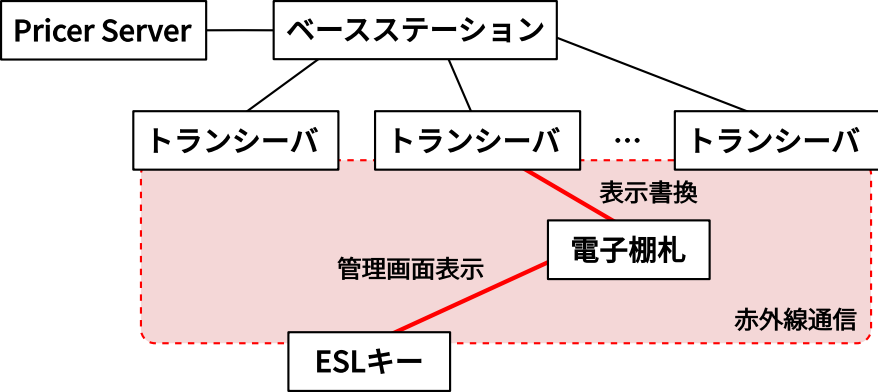 Pricer Server
ベースステーション
トランシーバ
トランシーバ
…
トランシーバ
表示書換
電子棚札
管理画面表示
赤外線通信
ESLキー